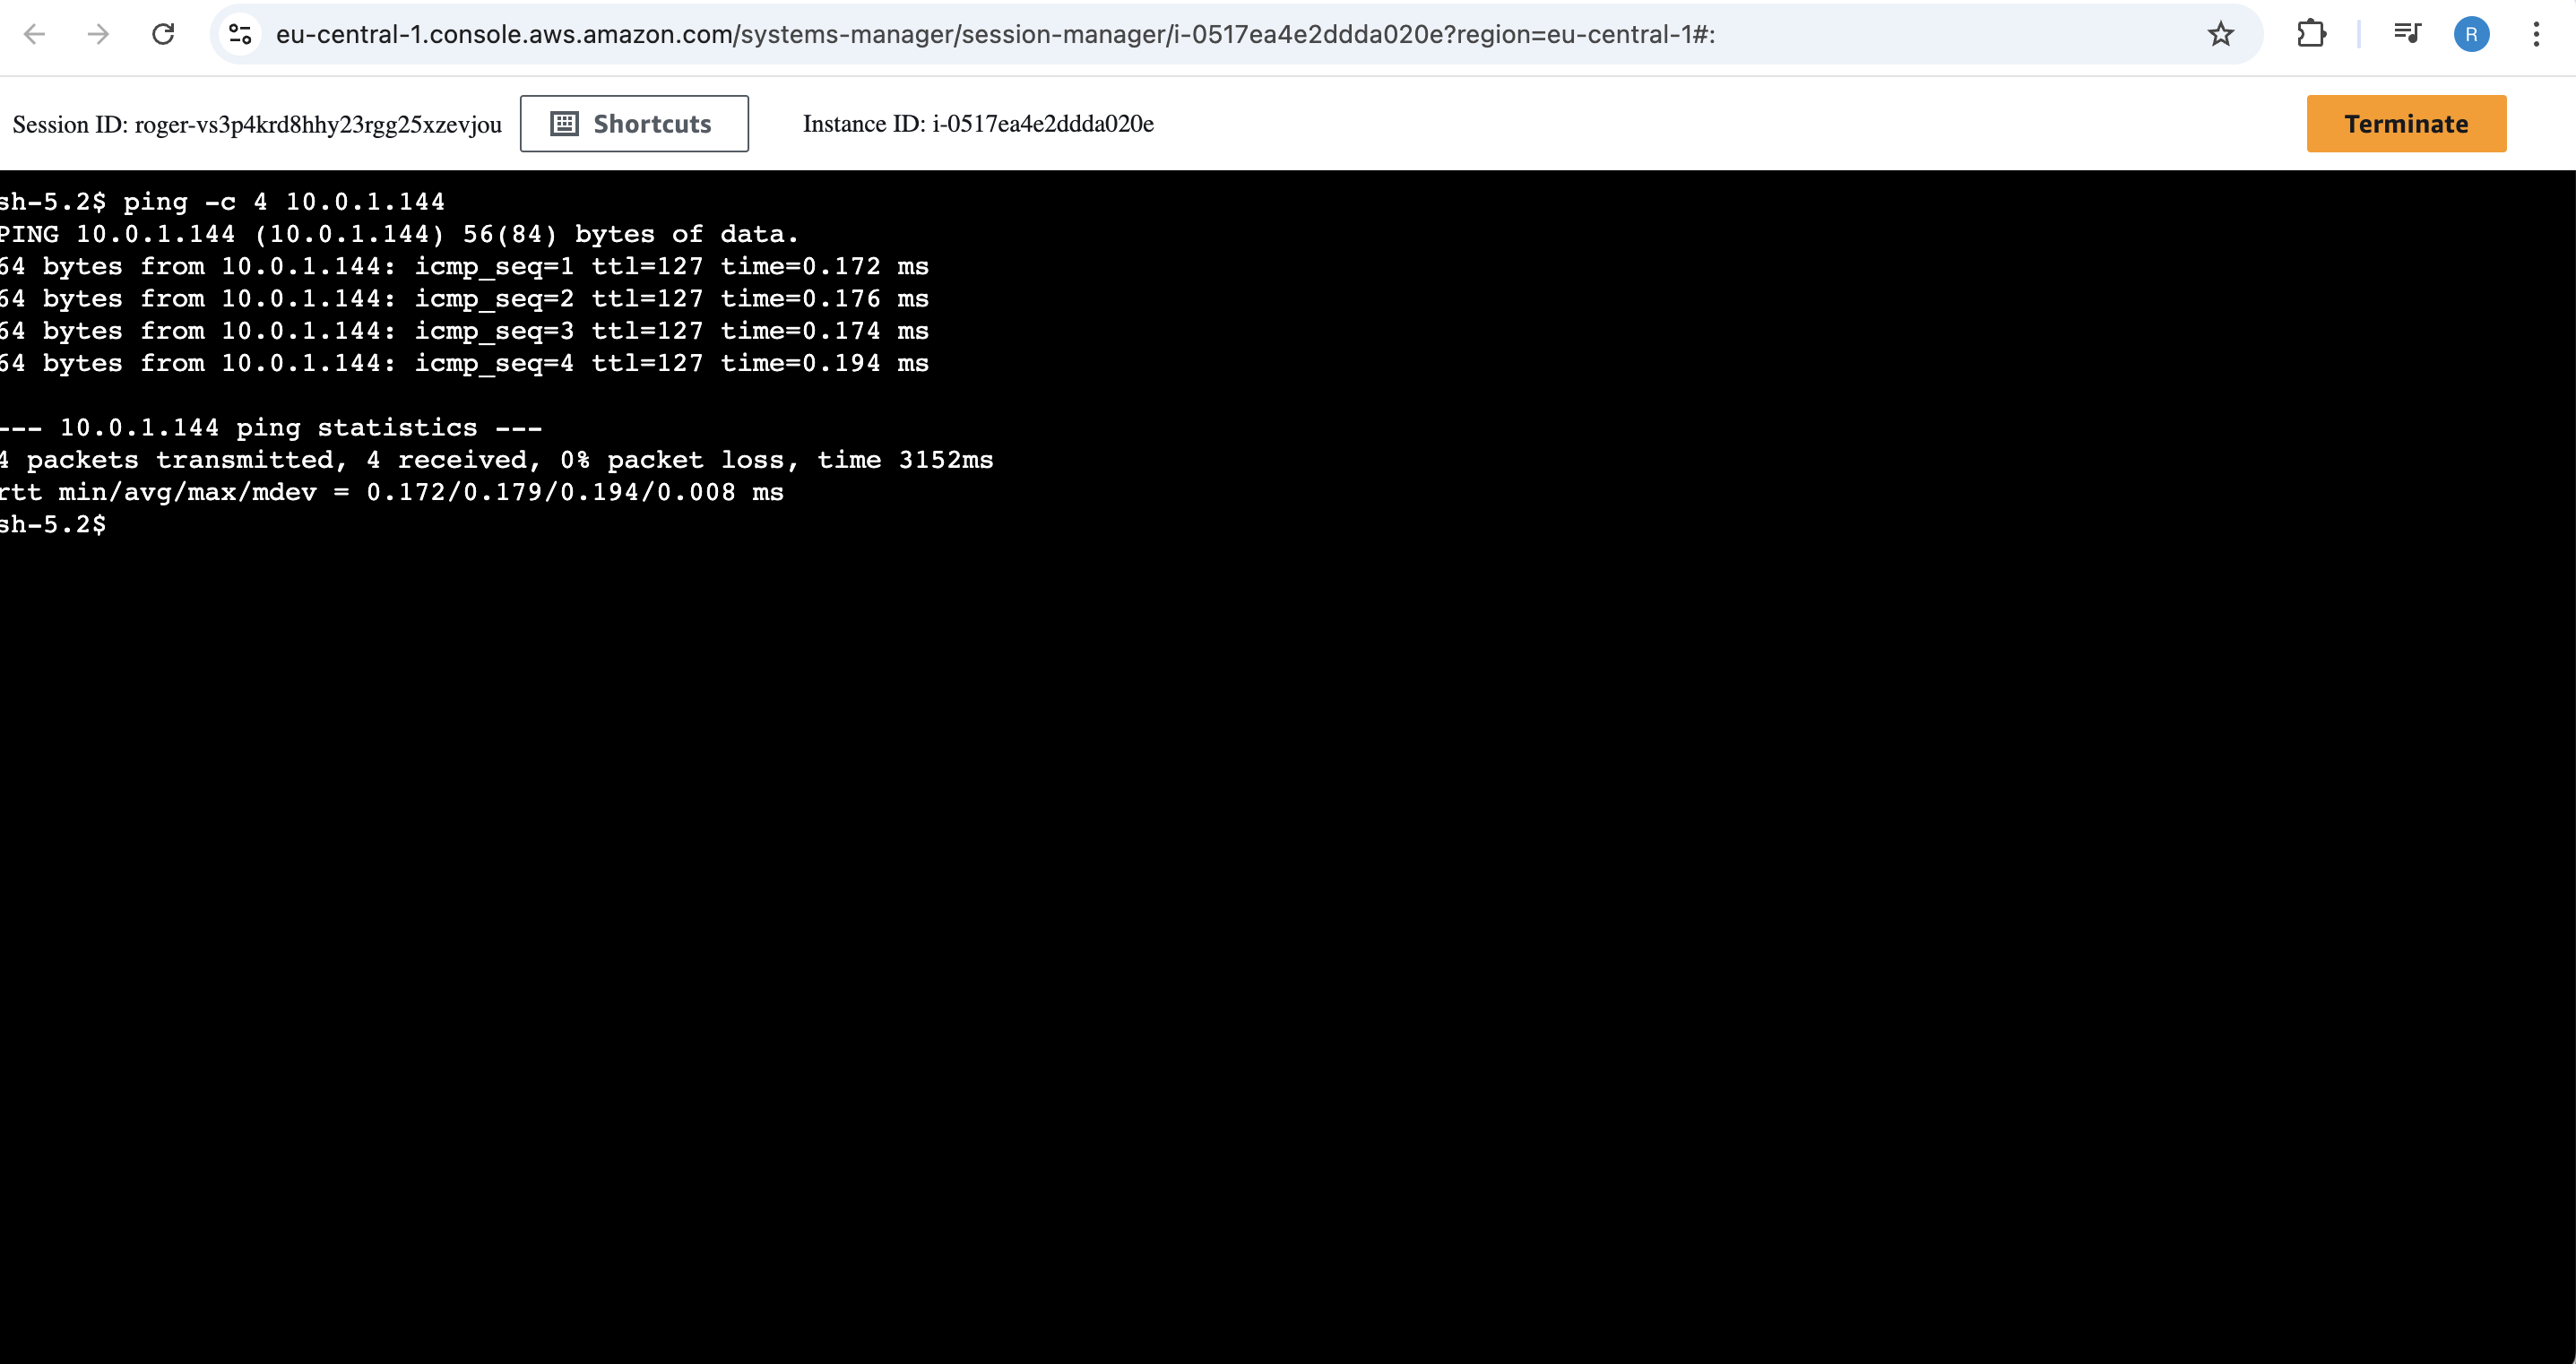 eu-central-1.console.aws.amazon.com/systems-manager/session-manager/i-0517ea4e2ddda020e?region=eu-central-1#:
R
Session ID: roger-vs3p4krd8hhy23rgg25xzevjou
Shortcuts
Instance ID: i-0517ea4e2ddda020e
Terminate
sh-5.2$ ping -c 4 10.0.1.144
PING 10.0.1.144 (10.0.1.144) 56(84) bytes of data.
64 bytes from 10.0.1.144: icmp_seq=1 ttl=127 time=0.172 ms
64 bytes from 10.0.1.144: icmp_seq=2 ttl=127 time=0.176 ms
64 bytes from 10.0.1.144: icmp_seq=3 ttl=127 time=0.174 ms
64 bytes from 10.0.1.144: icmp_seq=4 ttl=127 time=0.194 ms
--- 10.0.1.144 ping statistics ---
4 packets transmitted, 4 received, 0% packet loss, time 3152ms
rtt min/avg/max/mdev = 0.172/0.179/0.194/0.008 ms
sh-5.2$